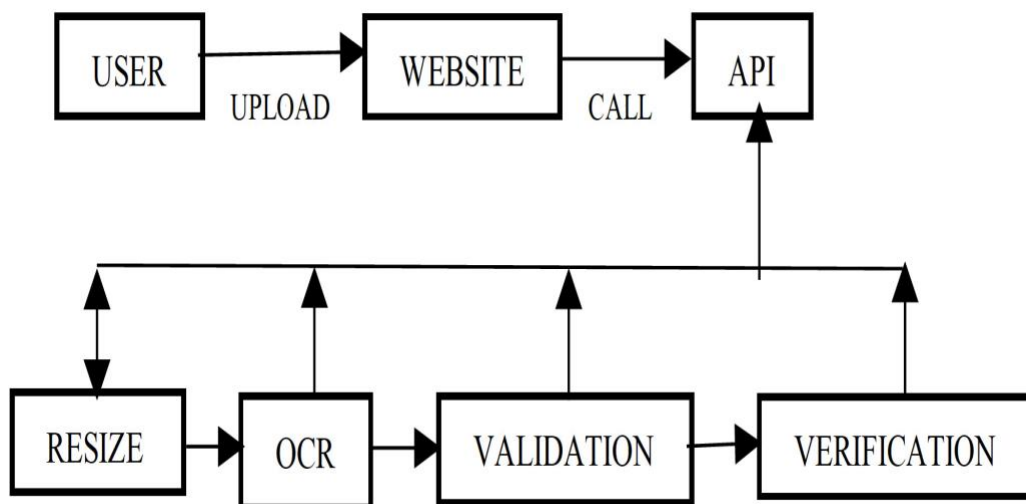 USER
WEBSITE
API
UPLOAD
CALL
RESIZE
OCR
VALIDATION
VERIFICATION